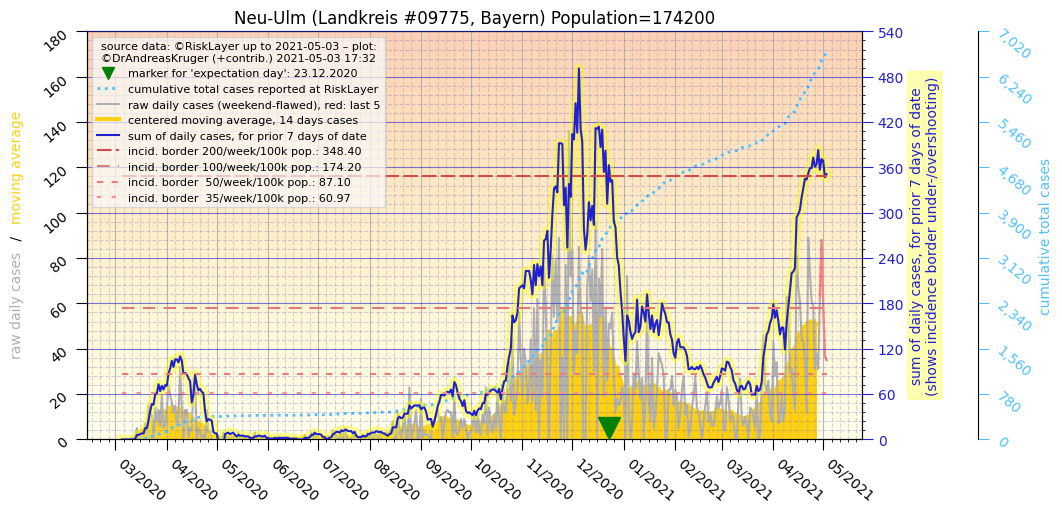 Neu-Ulm (Landkreis #09775, Bayern) Population=174200
source data: ©RiskLayer up to 2021-05-03 – plot:
©DrAndreasKruger (+contrib.) 2021-05-03 17:32
marker for 'expectation day': 23.12.2020
cumulative total cases reported at RiskLayer
raw daily cases (weekend-flawed), red: last 5
centered moving average, 14 days cases
sum of daily cases, for prior 7 days of date
incid. border 200/week/100k pop.: 348.40
incid. border 100/week/100k pop.: 174.20
incid. border  50/week/100k pop.: 87.10
incid. border  35/week/100k pop.: 60.97
raw daily cases / moving average
180
160
140
120
100
80
60
40
20
0
03/2020
04/2020
05/2020
06/2020
07/2020
08/2020
09/2020
10/2020
11/2020
12/2020
01/2021
02/2021
03/2021
04/2021
05/2021
540
480
420
360
300
240
180
120
60
0
sum of daily cases, for prior 7 days of date
(shows incidence border under-/overshooting)
7,020
6,240
5,460
4,680
3,900
3,120
2,340
1,560
780
0
cumulative total cases